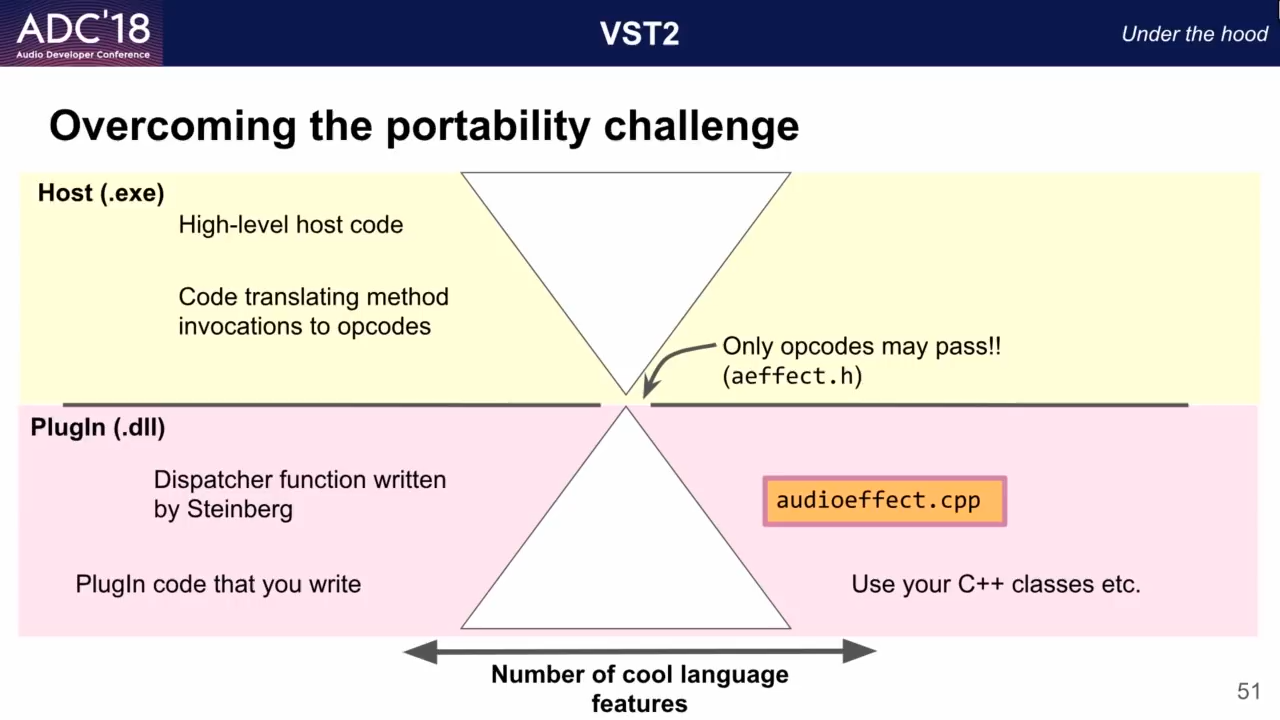 ADC'18
Audio Developer Conference
VST2
Under the hood
Overcoming the portability challenge
Host (.exe)
High-level host code
Code translating method
invocations to opcodes
Only opcodes may pass!!
(aeffect.h)
PlugIn (.dll)
Dispatcher function written
by Steinberg
audioeffect.cpp
PlugIn code that you write
Use your C++ classes etc.
Number of cool language
features
51